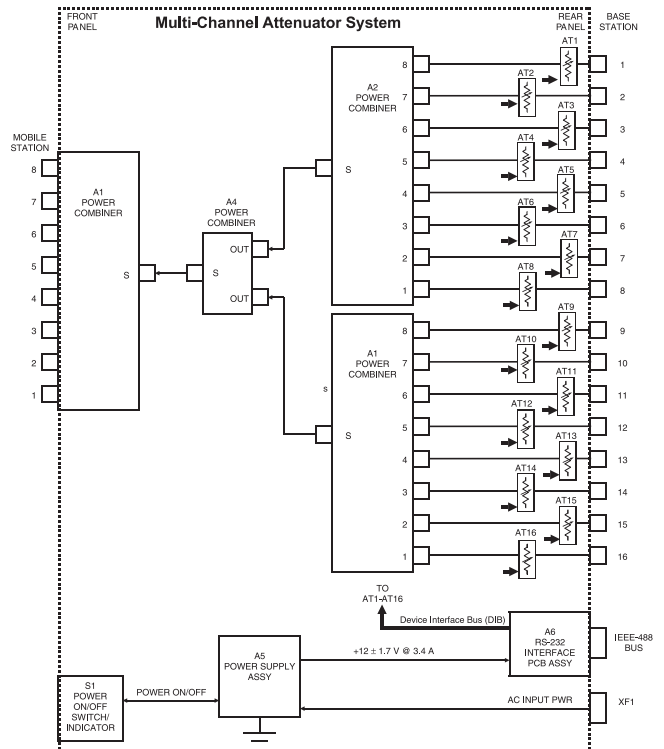 FRONT
PANEL
Multi-Channel Attenuator System
REAR
PANEL
BASE
STATION
MOBILE
STATION
8
7
6
5
4
3
2
1
A1
POWER
COMBINER
S
A4
POWER
COMBINER
OUT
S
OUT
A2
POWER
COMBINER
S
8
7
6
5
4
3
2
1
A1
POWER
COMBINER
s
S
8
7
6
5
4
3
2
1
AT1
AT2
AT3
AT4
AT5
AT6
AT7
AT8
AT9
AT10
AT11
AT12
AT13
AT14
AT15
AT16
1
2
3
4
5
6
7
8
9
10
11
12
13
14
15
16
TO
AT1-AT16
Device Interface Bus (DIB)
A6
RS-232
INTERFACE
PCB ASSY
IEEE-488
BUS
+12 ± 1.7 V @ 3.4 A
A5
POWER SUPPLY
ASSY
S1
POWER
ON/OFF
SWITCH/
INDICATOR
POWER ON/OFF
AC INPUT PWR
XF1